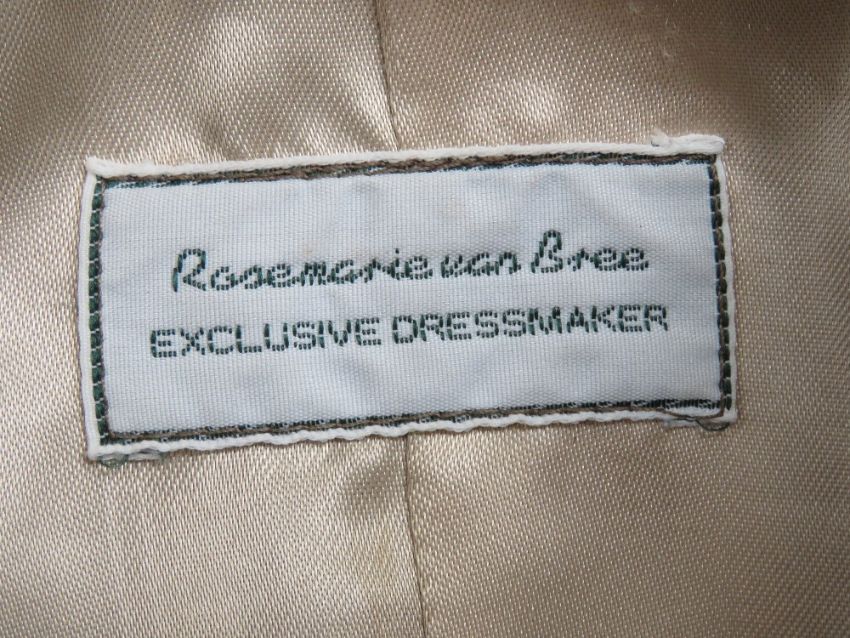 Rosemarie van Bree
EXCLUSIVE DRESSMAKER